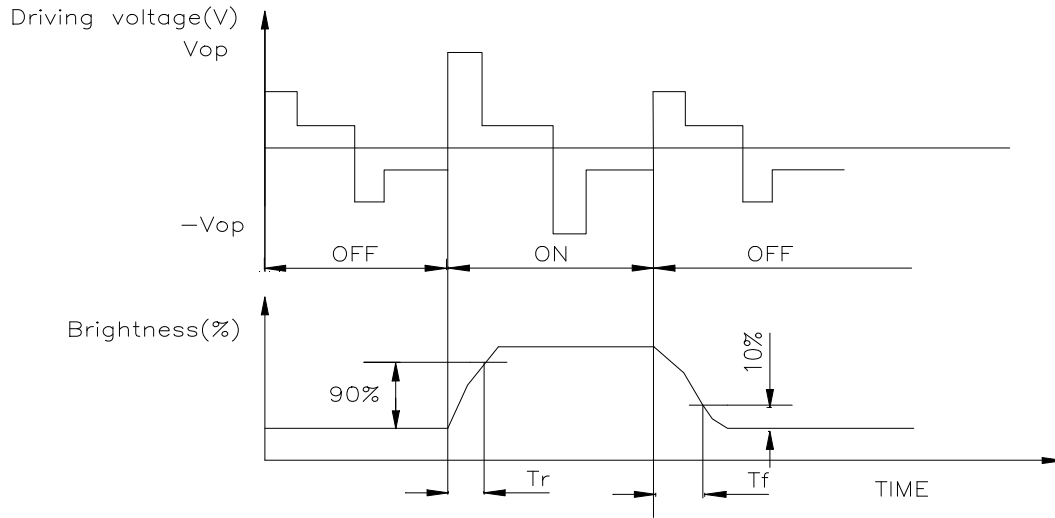 Driving voltage(V)
Vop
−Vop
OFF
ON
OFF
Brightness(%)
90%
10%
Tr
Tf
TIME